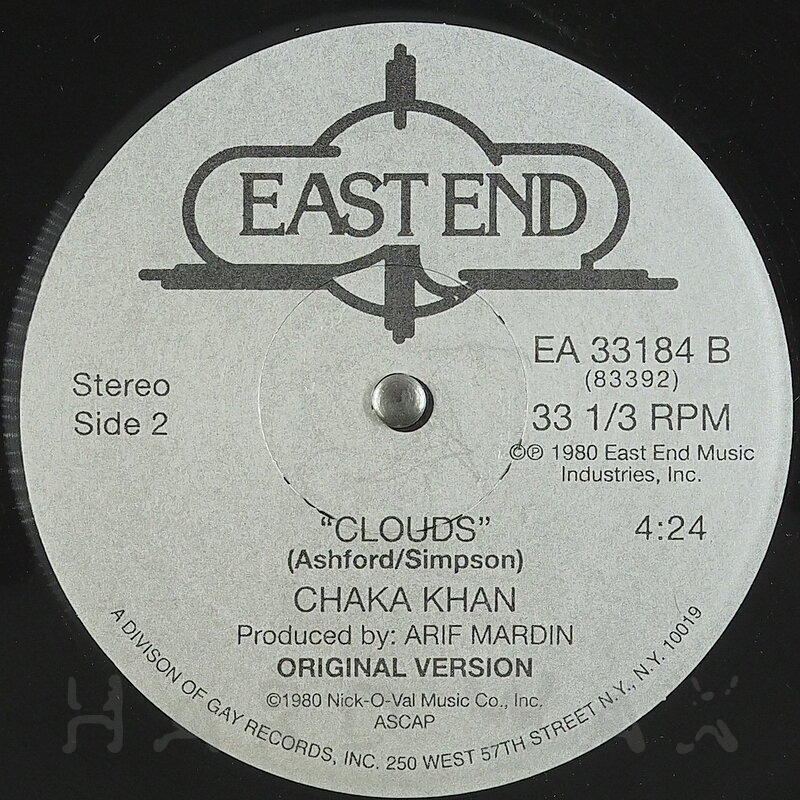 EAST END
Stereo
Side 2
EA 33184 B
(83392)
33 1/3 RPM
©℗ 1980 East End Music
Industries, Inc.
"CLOUDS"
4:24
(Ashford/Simpson)
CHAKA KHAN
Produced by: ARIF MARDIN
ORIGINAL VERSION
©1980 Nick-O-Val Music Co., Inc.
ASCAP
A DIVISON OF GAY RECORDS, INC. 250 WEST 57TH STREET N.Y., N.Y. 10019